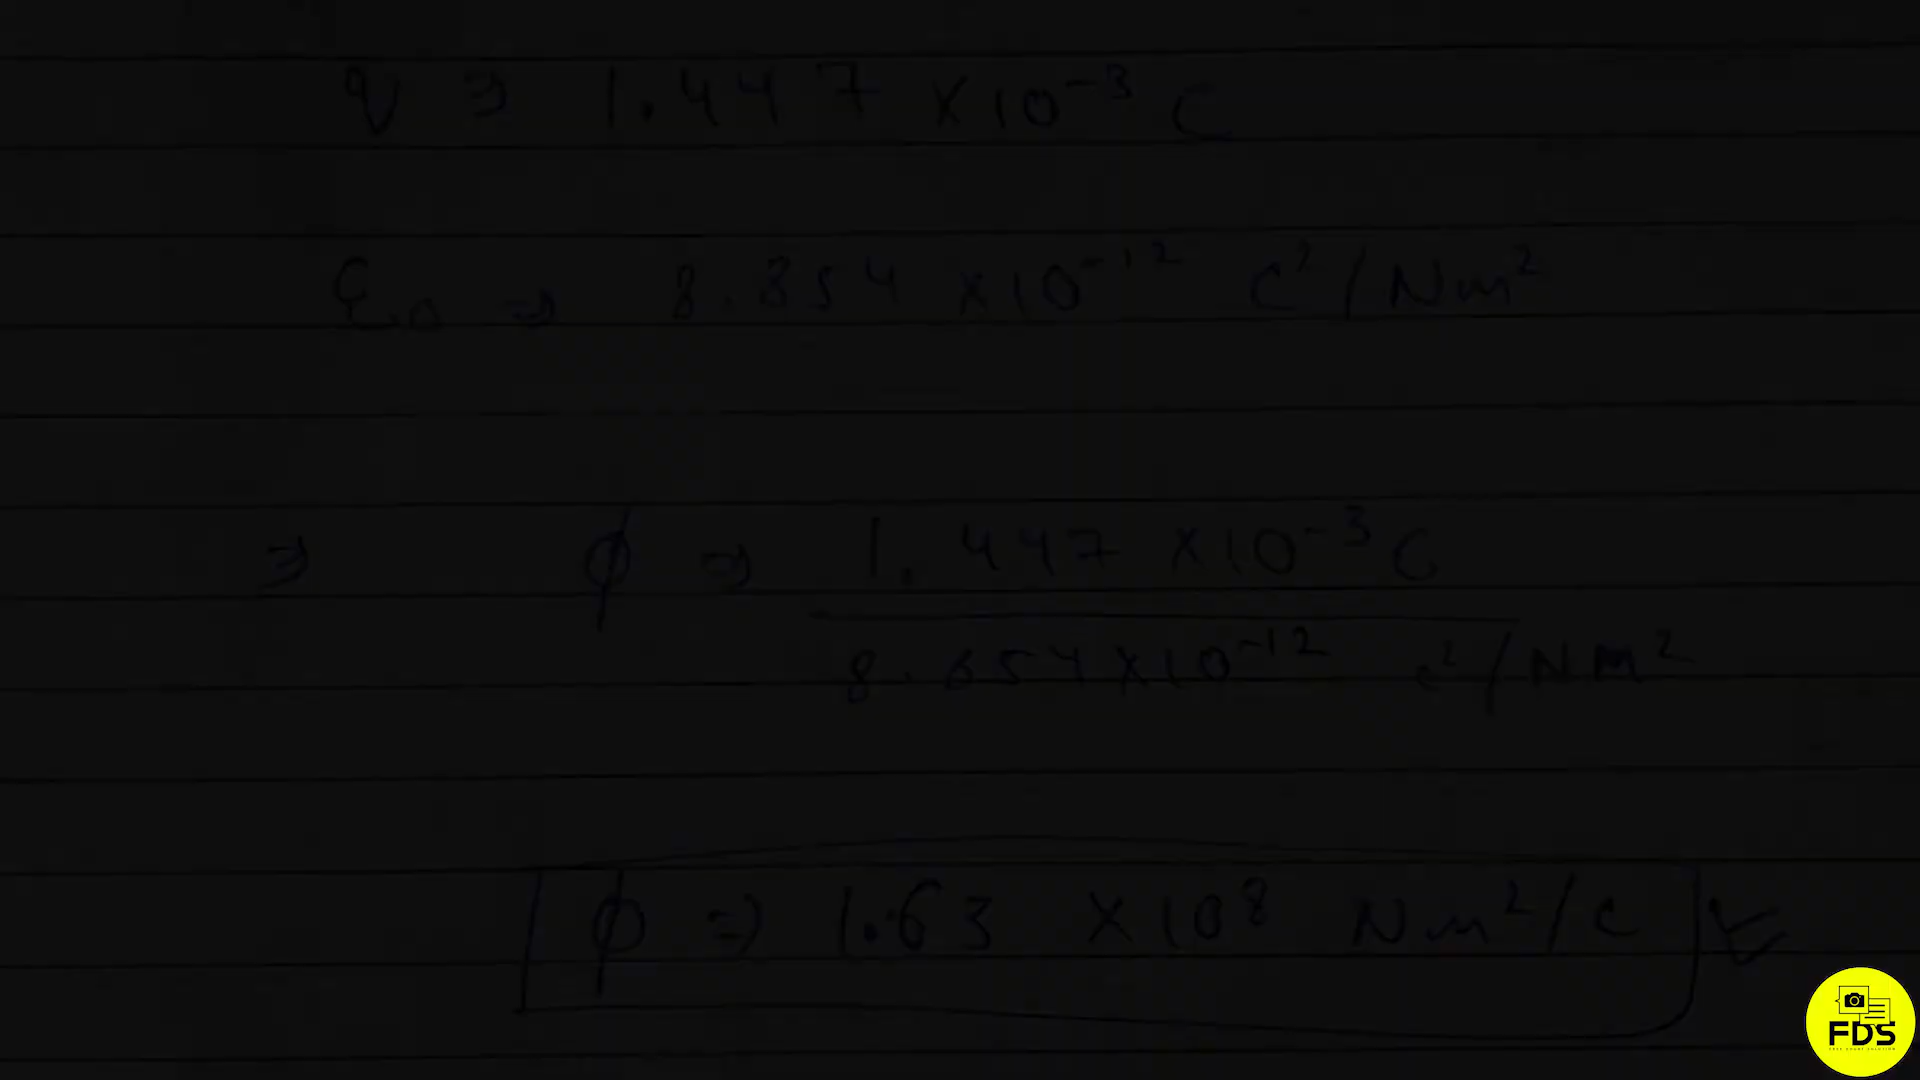 q ⇒ 1.447 ×10⁻³ C
ε₀ ⇒ 8.854 ×10⁻¹² C²/Nm²
⇒ ϕ ⇒ 1.447 ×10⁻³ C
8.854 ×10⁻¹² C²/NM²
ϕ ⇒ 1.63 ×10⁸ Nm²/C
FDS